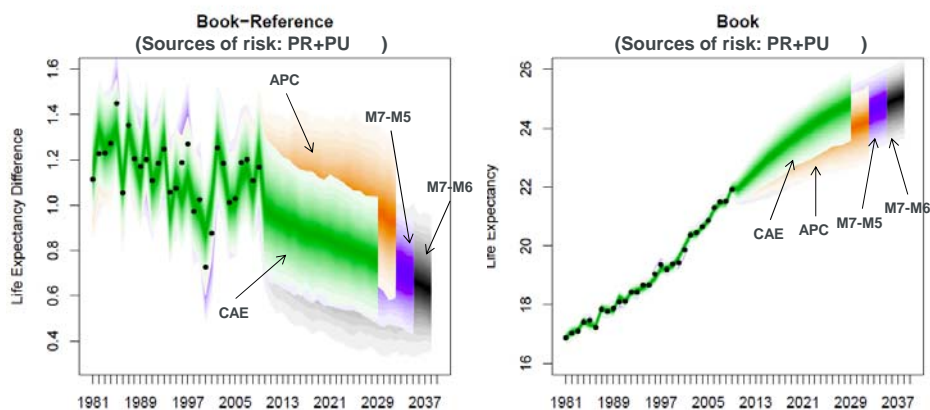 Book−Reference
(Sources of risk: PR+PU )
Life Expectancy Difference
1.6
1.4
1.2
1.0
0.8
0.6
0.4
APC
M7-M5
M7-M6
CAE
1981 1989 1997 2005 2013 2021 2029 2037
Book
(Sources of risk: PR+PU )
Life Expectancy
26
24
22
20
18
16
CAE
APC
M7-M5
M7-M6
1981 1989 1997 2005 2013 2021 2029 2037